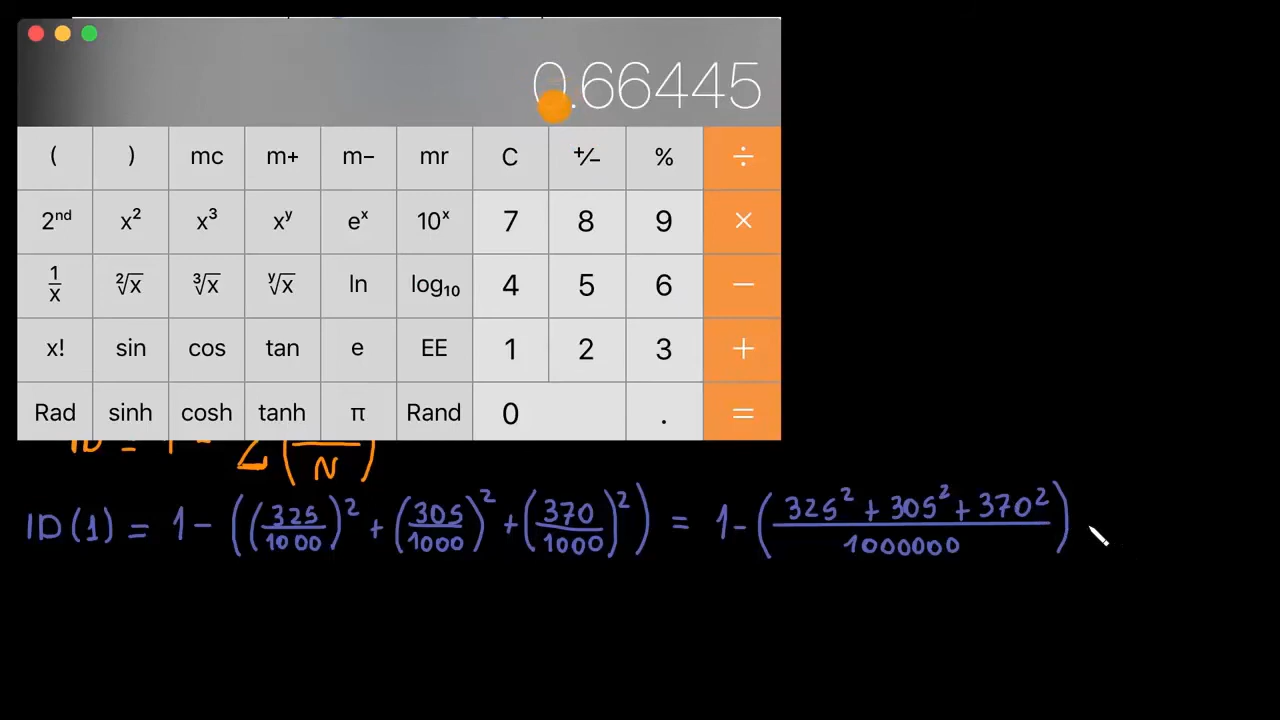 0.66445
( ) mc m+ m− mr C +/− % ÷
2nd x² x³ xʸ eˣ 10ˣ 7 8 9 ×
1/x ²√x ³√x ʸ√x ln log₁₀ 4 5 6 −
x! sin cos tan e EE 1 2 3 +
Rad sinh cosh tanh π Rand 0 . =
N
ID(1) = 1 - ((325/1000)² + (305/1000)² + (370/1000)²) = 1 - ((325² + 305² + 370²)/1000000)